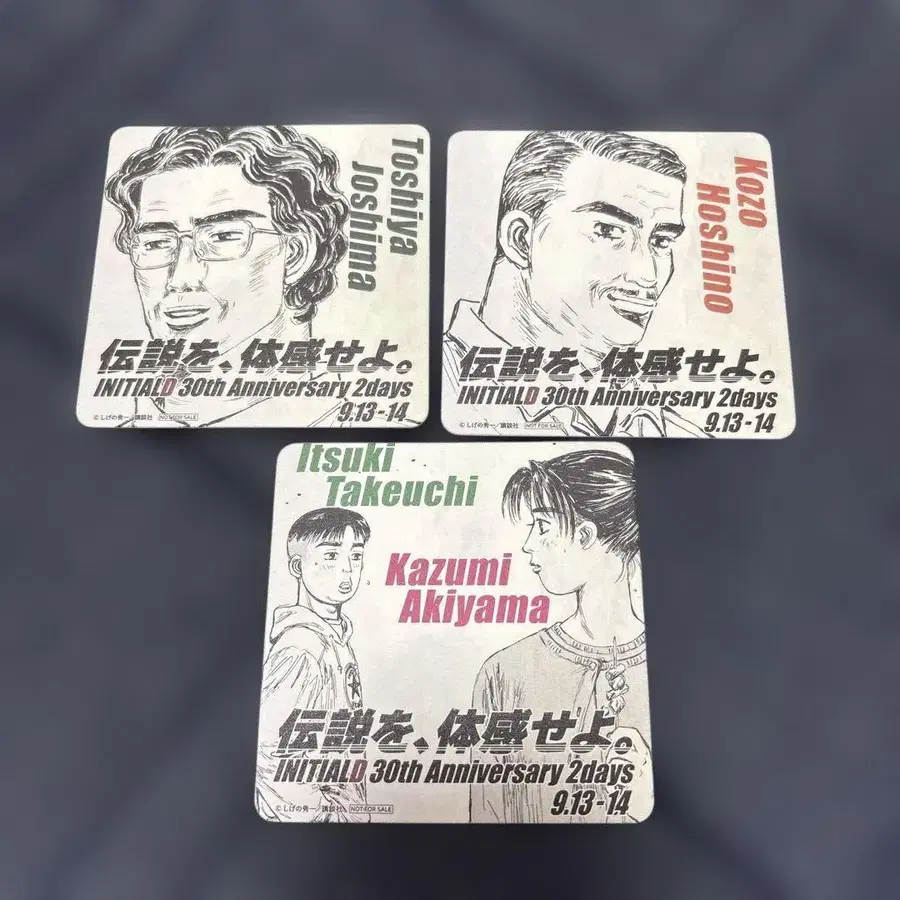 Toshiya
Joshima
伝説を、体感せよ。
INITIALD 30th Anniversary 2days
9.13-14
© しげの秀一/講談社 NOT FOR SALE
Kozo
Hoshino
伝説を、体感せよ。
INITIALD 30th Anniversary 2days
9.13-14
© しげの秀一/講談社 NOT FOR SALE
Itsuki
Takeuchi
Kazumi
Akiyama
伝説を、体感せよ。
INITIALD 30th Anniversary 2days
9.13-14
© しげの秀一/講談社 NOT FOR SALE